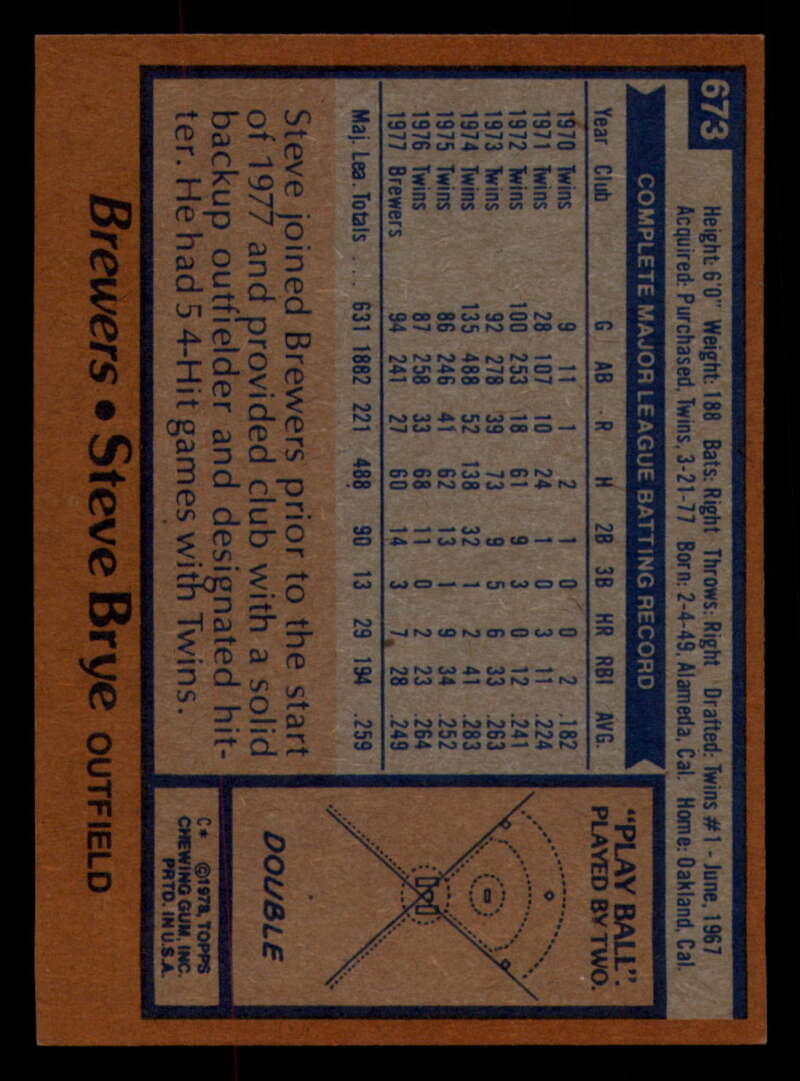 673
Height: 6'0" Weight: 188 Bats: Right Throws: Right Drafted: Twins #1 - June, 1967
Acquired: Purchased, Twins, 3-21-77 Born: 2-4-49, Alameda, Cal. Home: Oakland, Cal.
COMPLETE MAJOR LEAGUE BATTING RECORD
Year Club G AB R H 2B 3B HR RBI AVG.
1970 Twins 9 11 1 2 1 0 0 2 .182
1971 Twins 28 107 10 24 1 0 3 11 .224
1972 Twins 100 253 18 61 9 3 0 12 .241
1973 Twins 92 278 39 73 9 5 6 33 .263
1974 Twins 135 488 52 138 32 1 2 41 .283
1975 Twins 86 246 41 62 13 1 9 34 .252
1976 Twins 87 258 33 68 11 0 2 23 .264
1977 Brewers 94 241 27 60 14 3 7 28 .249
Maj. Lea. Totals . . . 631 1882 221 488 90 13 29 194 .259
Steve joined Brewers prior to the start
of 1977 and provided club with a solid
backup outfielder and designated hit-
ter. He had 5 4-Hit games with Twins.
"PLAY BALL"-
PLAYED BY TWO.
DOUBLE
C* ©1978, TOPPS
CHEWING GUM, INC.
PRTD. IN U.S.A.
Brewers • Steve Brye OUTFIELD